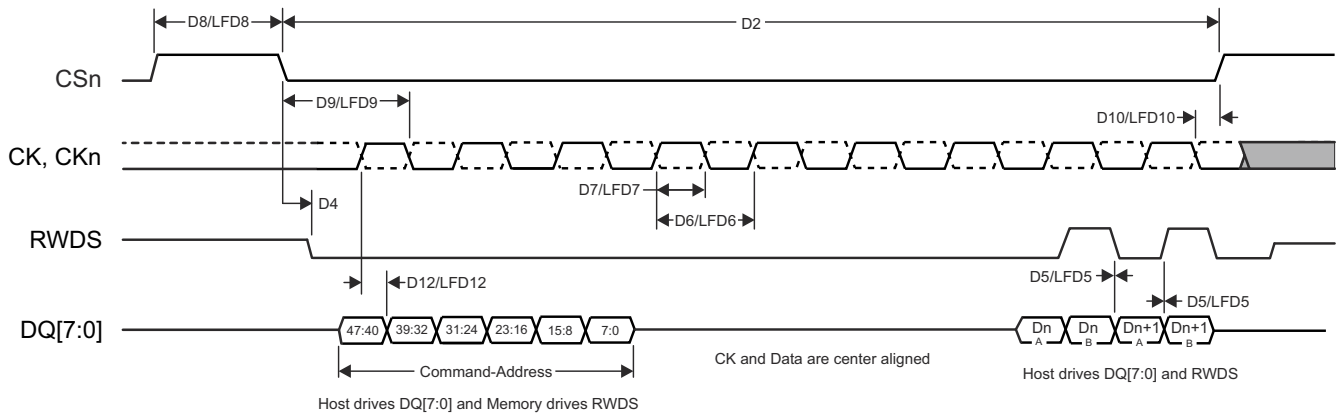 D8/LFD8
D2
CSn
D9/LFD9
D10/LFD10
CK, CKn
D7/LFD7
D4
D6/LFD6
RWDS
D12/LFD12
D5/LFD5
D5/LFD5
DQ[7:0]
47:40 39:32 31:24 23:16 15:8 7:0
Dn A Dn B Dn+1 A Dn+1 B
Command-Address
CK and Data are center aligned
Host drives DQ[7:0] and RWDS
Host drives DQ[7:0] and Memory drives RWDS